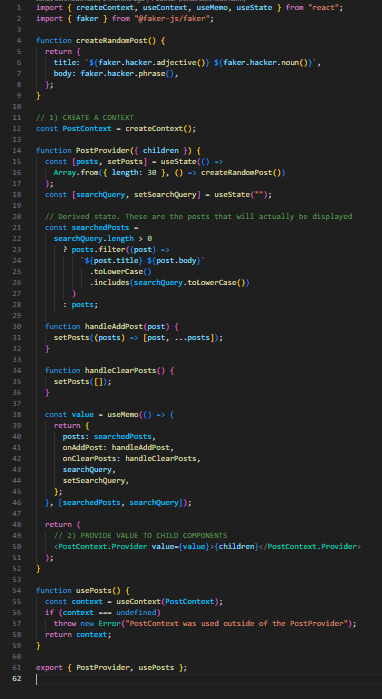 1 import { createContext, useContext, useMemo, useState } from "react";
2 import { faker } from "@faker-js/faker";
3
4 function createRandomPost() {
5   return {
6     title: `${faker.hacker.adjective()} ${faker.hacker.noun()}`,
7     body: faker.hacker.phrase(),
8   };
9 }
10
11 // 1) CREATE A CONTEXT
12 const PostContext = createContext();
13
14 function PostProvider({ children }) {
15   const [posts, setPosts] = useState(() =>
16     Array.from({ length: 30 }, () => createRandomPost())
17   );
18   const [searchQuery, setSearchQuery] = useState("");
19
20   // Derived state. These are the posts that will actually be displayed
21   const searchedPosts =
22     searchQuery.length > 0
23       ? posts.filter((post) =>
24           `${post.title} ${post.body}`
25             .toLowerCase()
26             .includes(searchQuery.toLowerCase())
27         )
28       : posts;
29
30   function handleAddPost(post) {
31     setPosts((posts) => [post, ...posts]);
32   }
33
34   function handleClearPosts() {
35     setPosts([]);
36   }
37
38   const value = useMemo(() => {
39     return {
40       posts: searchedPosts,
41       onAddPost: handleAddPost,
42       onClearPosts: handleClearPosts,
43       searchQuery,
44       setSearchQuery,
45     };
46   }, [searchedPosts, searchQuery]);
47
48   return (
49     // 2) PROVIDE VALUE TO CHILD COMPONENTS
50     <PostContext.Provider value={value}>{children}</PostContext.Provider>
51   );
52 }
53
54 function usePosts() {
55   const context = useContext(PostContext);
56   if (context === undefined)
57     throw new Error("PostContext was used outside of the PostProvider");
58   return context;
59 }
60
61 export { PostProvider, usePosts };
62